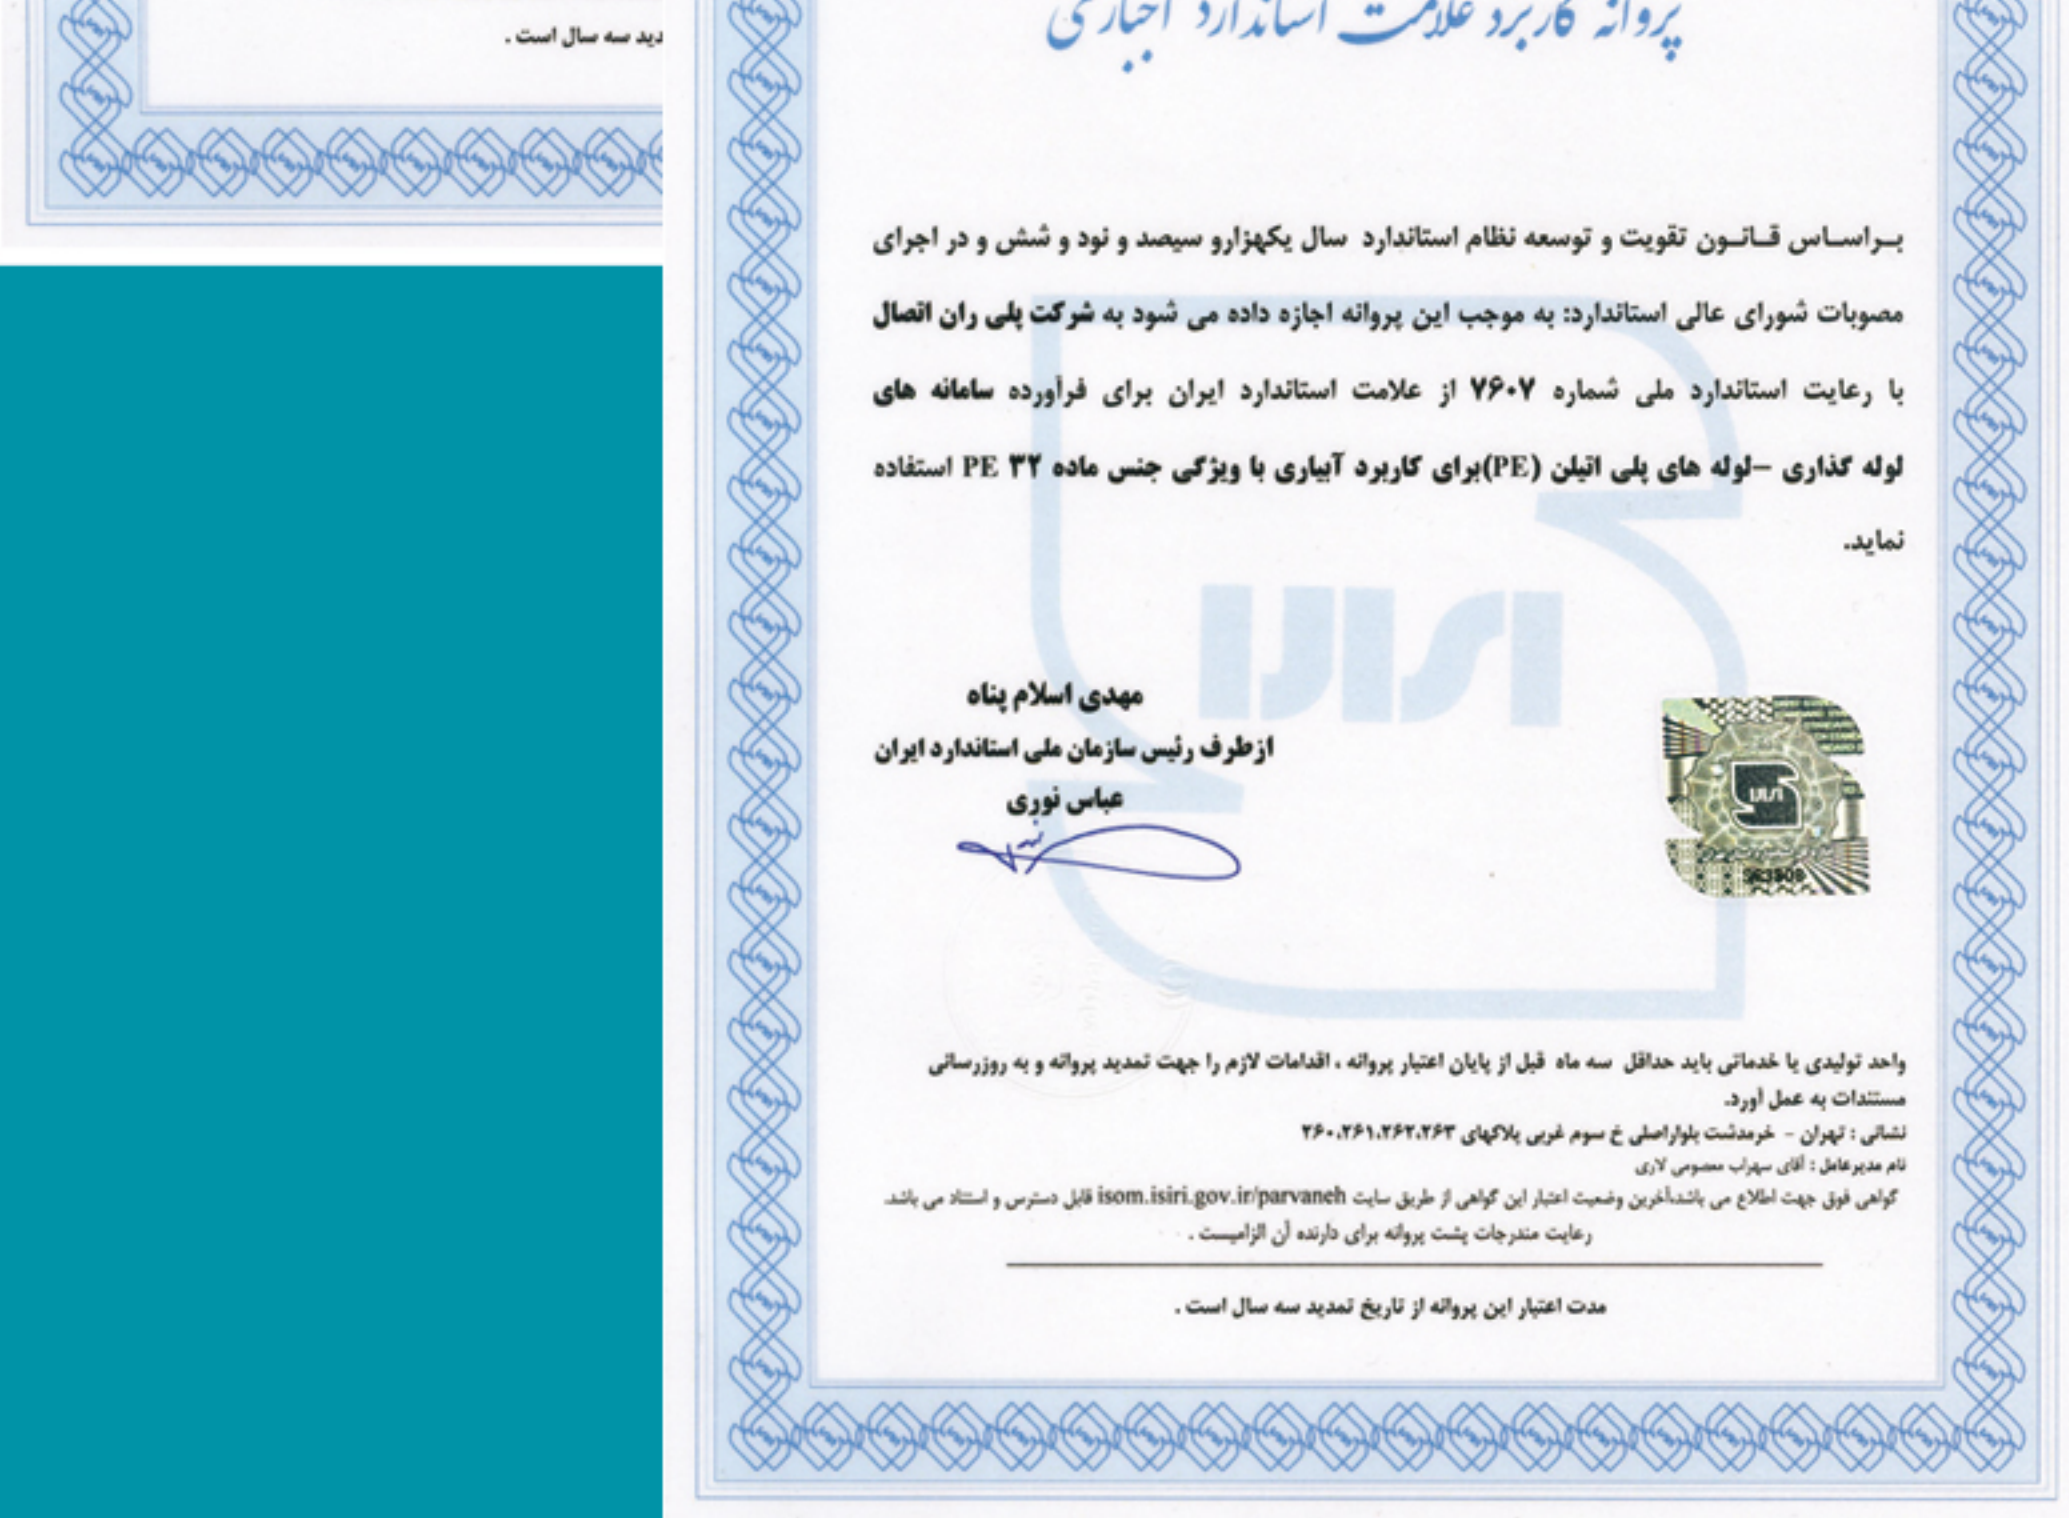 دید سه سال است .
پروانه کاربرد علامت استاندارد اجباری
بـراسـاس قـانـون تقویت و توسعه نظام استاندارد سال یکهزارو سیصد و نود و شش و در اجرای
مصوبات شورای عالی استاندارد: به موجب این پروانه اجازه داده می شود به شرکت پلی ران اتصال
با رعایت استاندارد ملی شماره ۷۶۰۷ از علامت استاندارد ایران برای فرآورده سامانه های
لوله گذاری –لوله های پلی اتیلن (PE)برای کاربرد آبیاری با ویژگی جنس ماده PE ۳۲ استفاده
نماید.
مهدی اسلام پناه
ازطرف رئیس سازمان ملی استاندارد ایران
عباس نوری
واحد تولیدی یا خدماتی باید حداقل سه ماه قبل از پایان اعتبار پروانه ، اقدامات لازم را جهت تمدید پروانه و به روزرسانی
مستندات به عمل آورد.
نشانی : تهران - خرمدشت بلواراصلی خ سوم غربی پلاکهای ۲۶۰،۲۶۱،۲۶۲،۲۶۳
نام مدیرعامل : آقای سهراب معصومی لاری
گواهی فوق جهت اطلاع می باشد،آخرین وضعیت اعتبار این گواهی از طریق سایت isom.isiri.gov.ir/parvaneh قابل دسترس و استناد می باشد.
رعایت مندرجات پشت پروانه برای دارنده آن الزامیست .
مدت اعتبار این پروانه از تاریخ تمدید سه سال است .